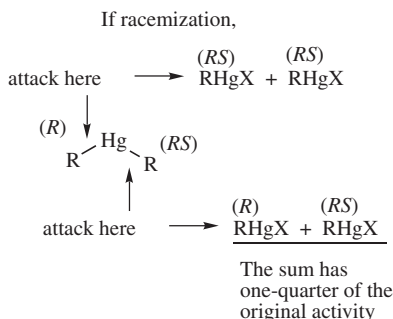 If racemization,
(RS) (RS)
attack here RHgX + RHgX
(R) Hg (RS)
R R
(R) (RS)
attack here RHgX + RHgX
The sum has
one-quarter of the
original activity